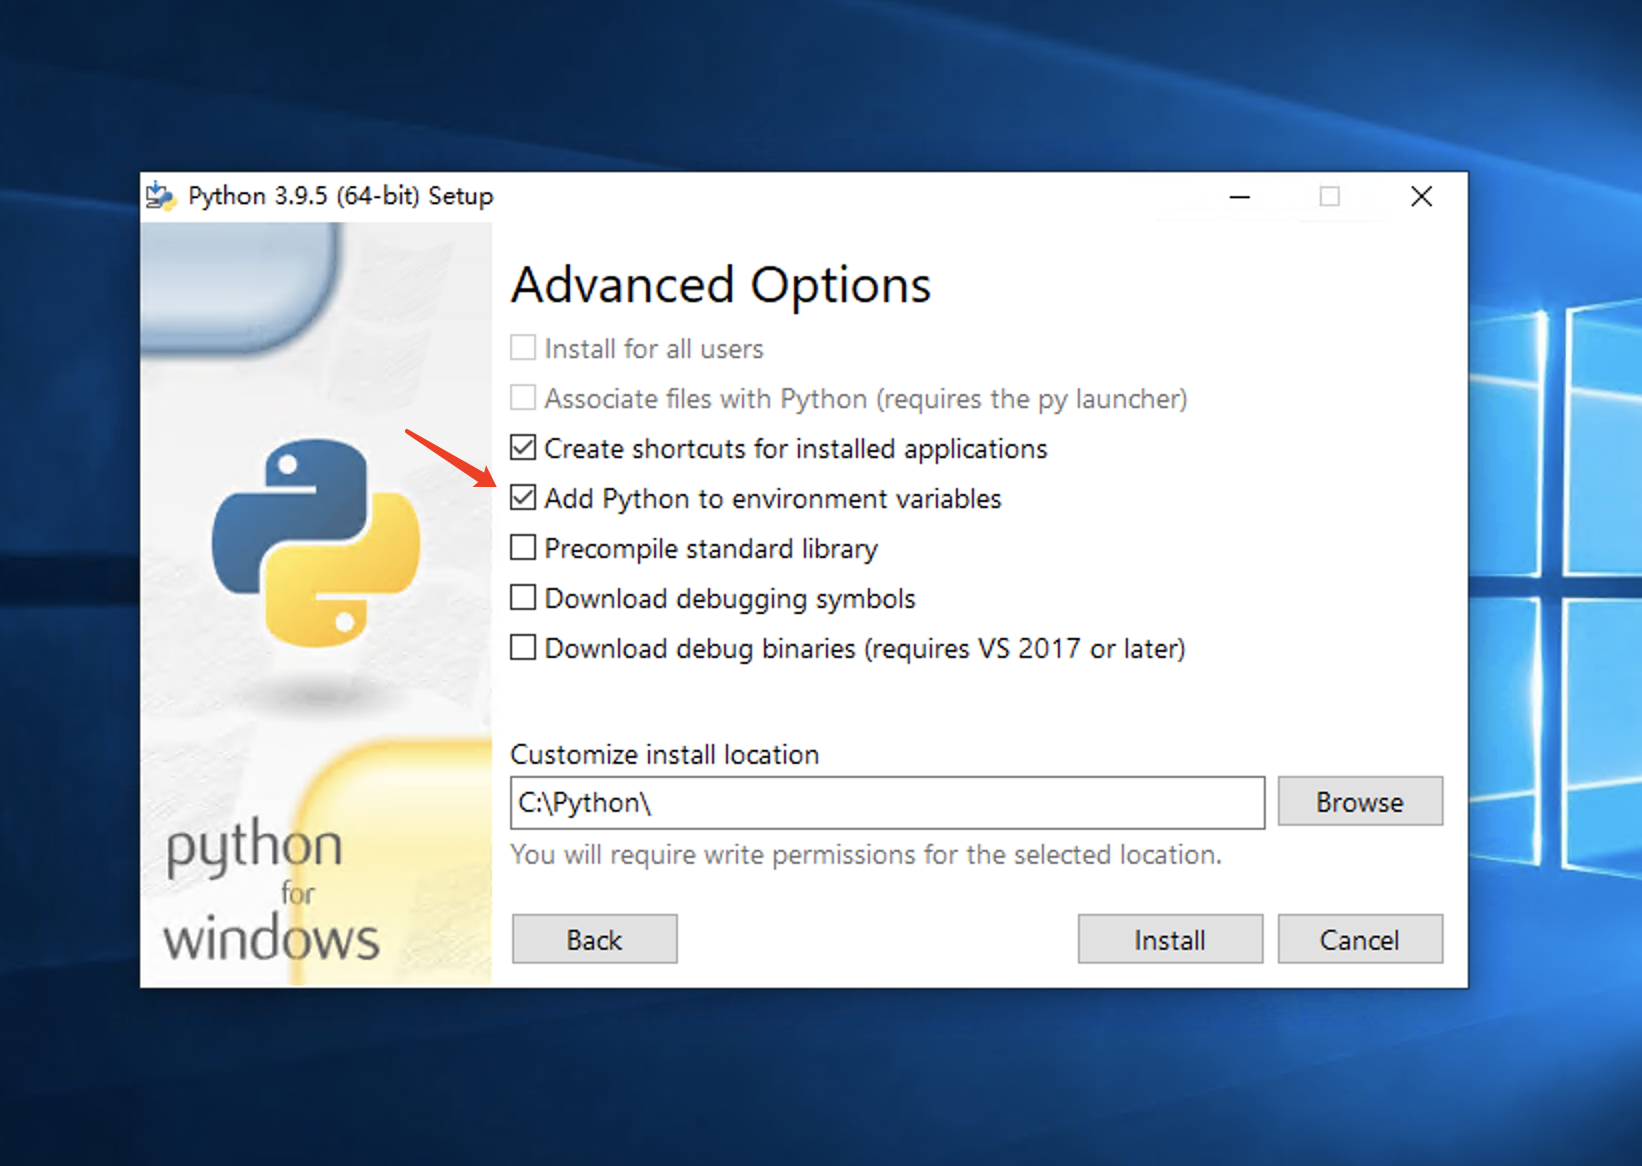 Python 3.9.5 (64-bit) Setup
Advanced Options
Install for all users
Associate files with Python (requires the py launcher)
Create shortcuts for installed applications
Add Python to environment variables
Precompile standard library
Download debugging symbols
Download debug binaries (requires VS 2017 or later)
Customize install location
C:\Python\
Browse
You will require write permissions for the selected location.
python
for
windows
Back
Install
Cancel